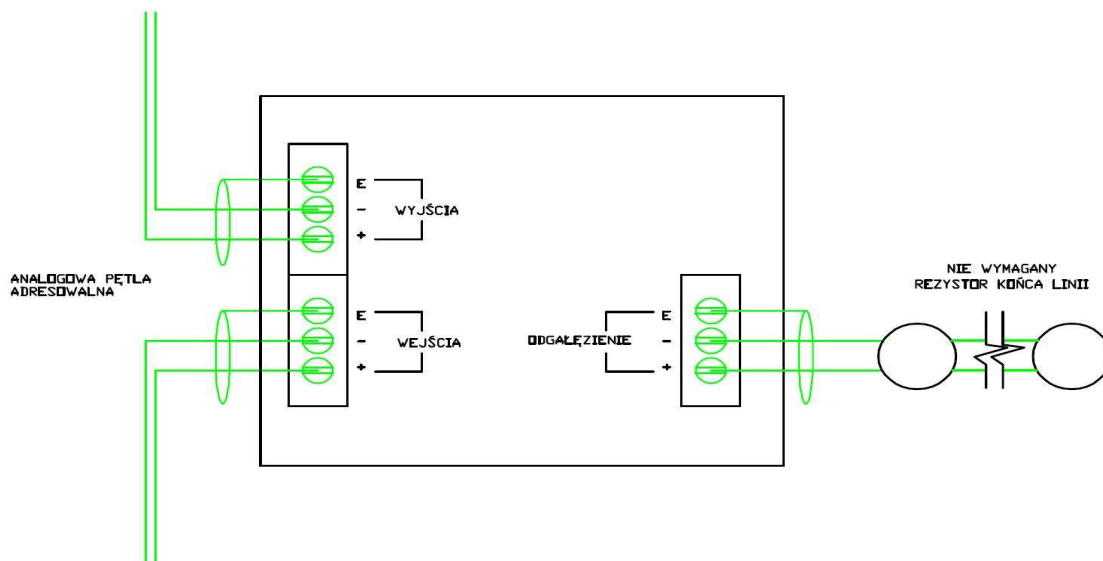 E
-
WYJŚCIA
+
ANALOGOWA PĘTLA
ADRESOWALNA
E
-
WEJŚCIA
+
E
-
ODGAŁĘZIENIE
+
NIE WYMAGANY
REZYSTOR KOŃCA LINII